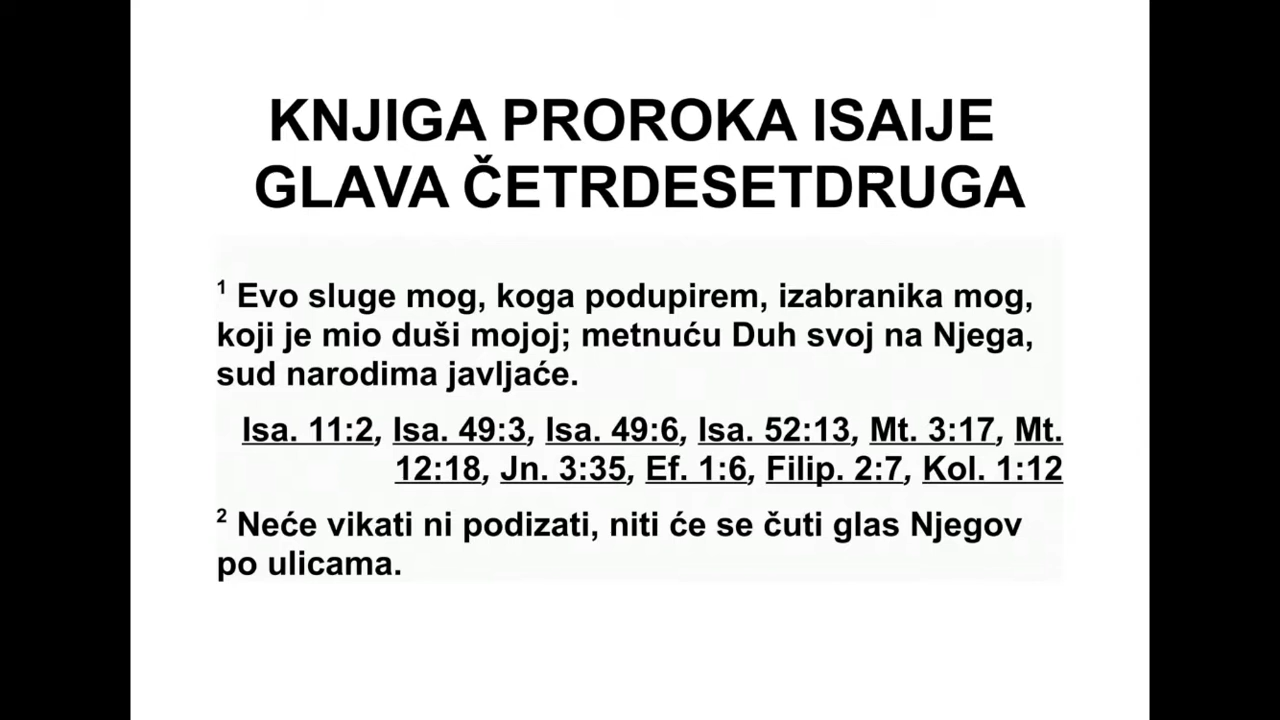 KNJIGA PROROKA ISAIJE
GLAVA ČETRDESETDRUGA
1 Evo sluge mog, koga podupirem, izabranika mog,
koji je mio duši mojoj; metnuću Duh svoj na Njega,
sud narodima javljaće.
Isa. 11:2, Isa. 49:3, Isa. 49:6, Isa. 52:13, Mt. 3:17, Mt.
12:18, Jn. 3:35, Ef. 1:6, Filip. 2:7, Kol. 1:12
2 Neće vikati ni podizati, niti će se čuti glas Njegov
po ulicama.